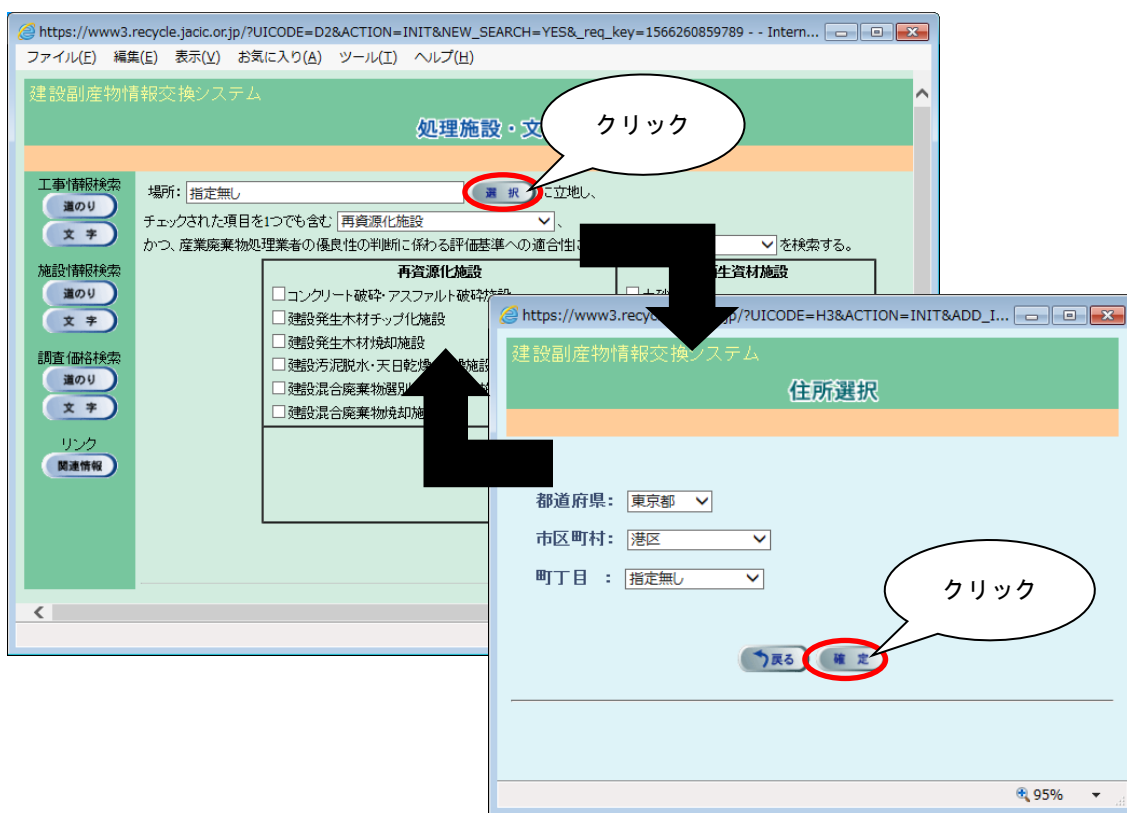 https://www3.recycle.jacic.or.jp/?UICODE=D2&ACTION=INIT&NEW_SEARCH=YES&_req_key=1566260859789 - - Intern...
ファイル(F) 編集(E) 表示(V) お気に入り(A) ツール(T) ヘルプ(H)
建設副産物情報交換システム
処理施設・文
クリック
工事情報検索
道のり
文 字
施設情報検索
道のり
文 字
調査価格検索
道のり
文 字
リンク
関連情報
場所: 指定無し 選 択 に立地し、
チェックされた項目を1つでも含む 再資源化施設 、
かつ、産業廃棄物処理業者の優良性の判断に係わる評価基準への適合性 を検索する。
再資源化施設
生資材施設
コンクリート破砕・アスファルト破砕
建設発生木材チップ化施設
建設発生木材焼却施設
建設汚泥脱水・天日乾燥
建設混合廃棄物選別
建設混合廃棄物焼却施
https://www3.recyc p/?UICODE=H3&ACTION=INIT&ADD_I...
建設副産物情報交換システム
住所選択
都道府県: 東京都
市区町村: 港区
町丁目 : 指定無し
クリック
戻る 確 定
95%